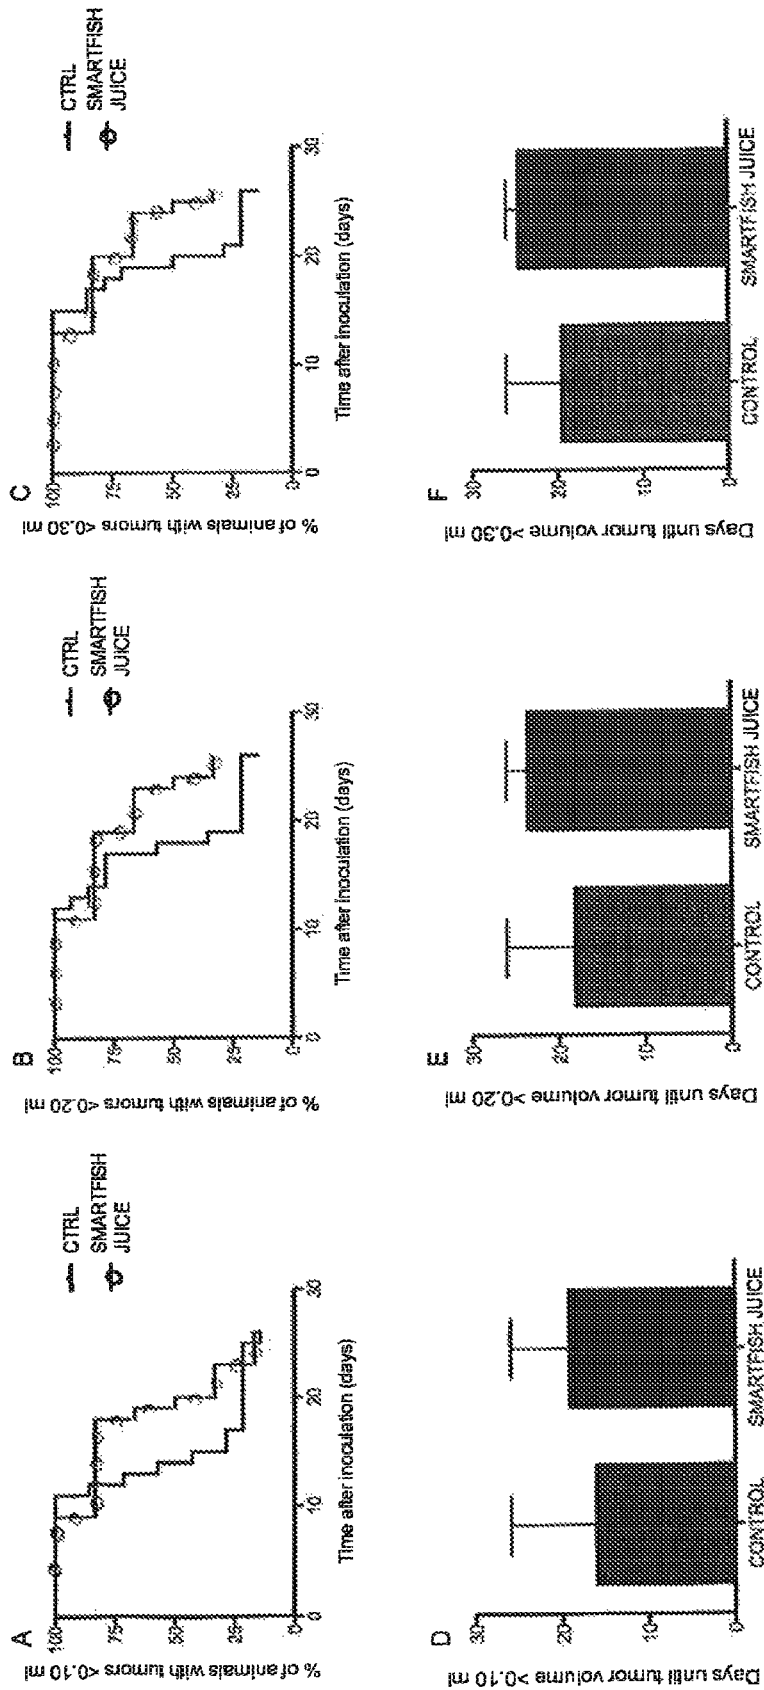 A
% of animals with tumors <0.10 ml
100
75
50
25
0
0
10
20
30
Time after inoculation (days)
CTRL
SMARTFISH
JUICE
B
% of animals with tumors <0.20 ml
100
75
50
25
0
0
10
20
30
Time after inoculation (days)
CTRL
SMARTFISH
JUICE
C
% of animals with tumors <0.30 ml
100
75
50
25
0
0
10
20
30
Time after inoculation (days)
CTRL
SMARTFISH
JUICE
D
Days until tumor volume >0.10 ml
30
20
10
0
CONTROL
SMARTFISH JUICE
E
Days until tumor volume >0.20 ml
30
20
10
0
CONTROL
SMARTFISH JUICE
F
Days until tumor volume >0.30 ml
30
20
10
0
CONTROL
SMARTFISH JUICE